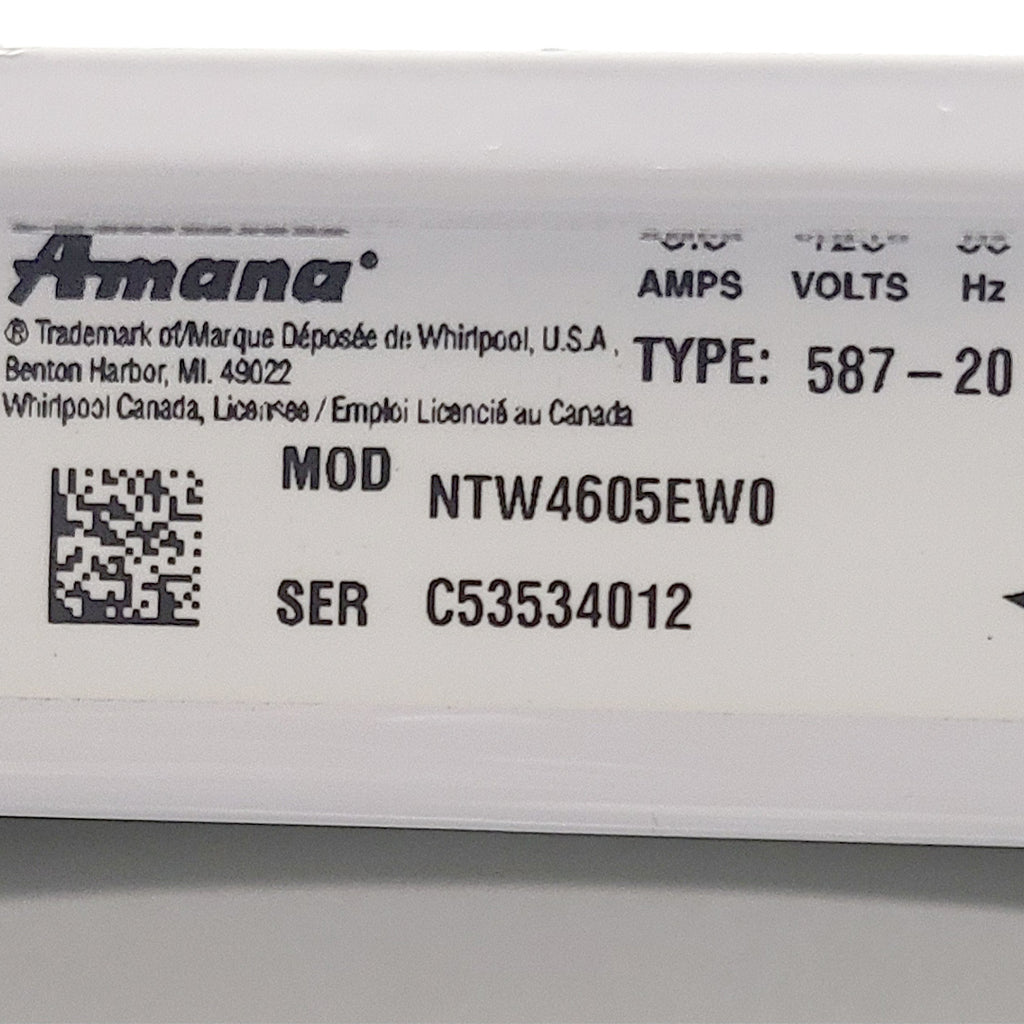 Amana®
AMPS VOLTS Hz
® Trademark of/Marque Déposée de Whirlpool, U.S.A.,
Benton Harbor, MI. 49022
TYPE: 587-20
Whirlpool Canada, Licensee / Emploi Licencié au Canada
MOD NTW4605EW0
SER C53534012